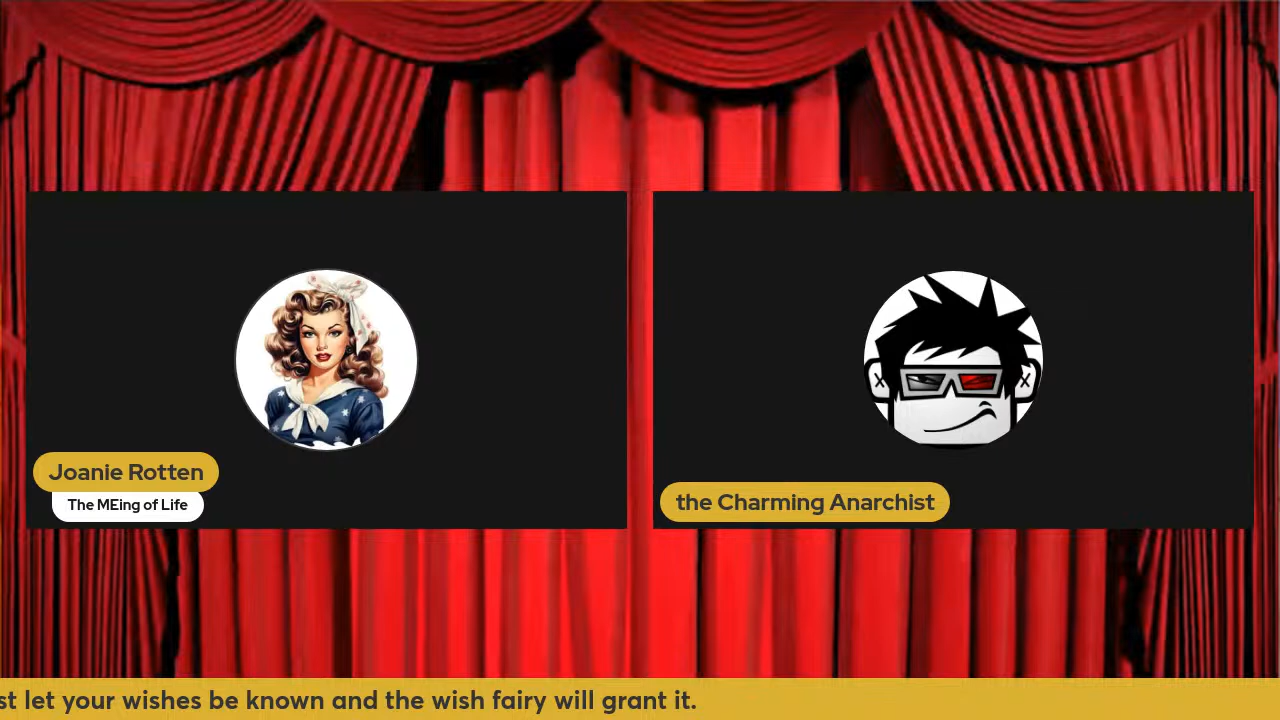 Joanie Rotten
The MEing of Life
the Charming Anarchist
st let your wishes be known and the wish fairy will grant it.